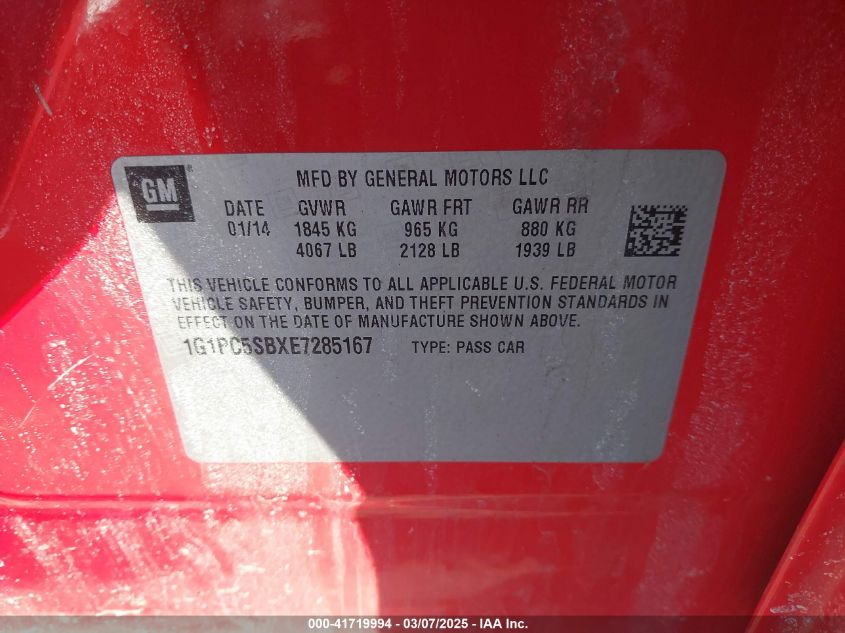 GM
MFD BY GENERAL MOTORS LLC
DATE GVWR GAWR FRT GAWR RR
01/14 1845 KG 965 KG 880 KG
4067 LB 2128 LB 1939 LB
THIS VEHICLE CONFORMS TO ALL APPLICABLE U.S. FEDERAL MOTOR
VEHICLE SAFETY, BUMPER, AND THEFT PREVENTION STANDARDS IN
EFFECT ON THE DATE OF MANUFACTURE SHOWN ABOVE.
1G1PC5SBXE7285167 TYPE: PASS CAR
000-41719994 — 03/07/2025 — IAA Inc.